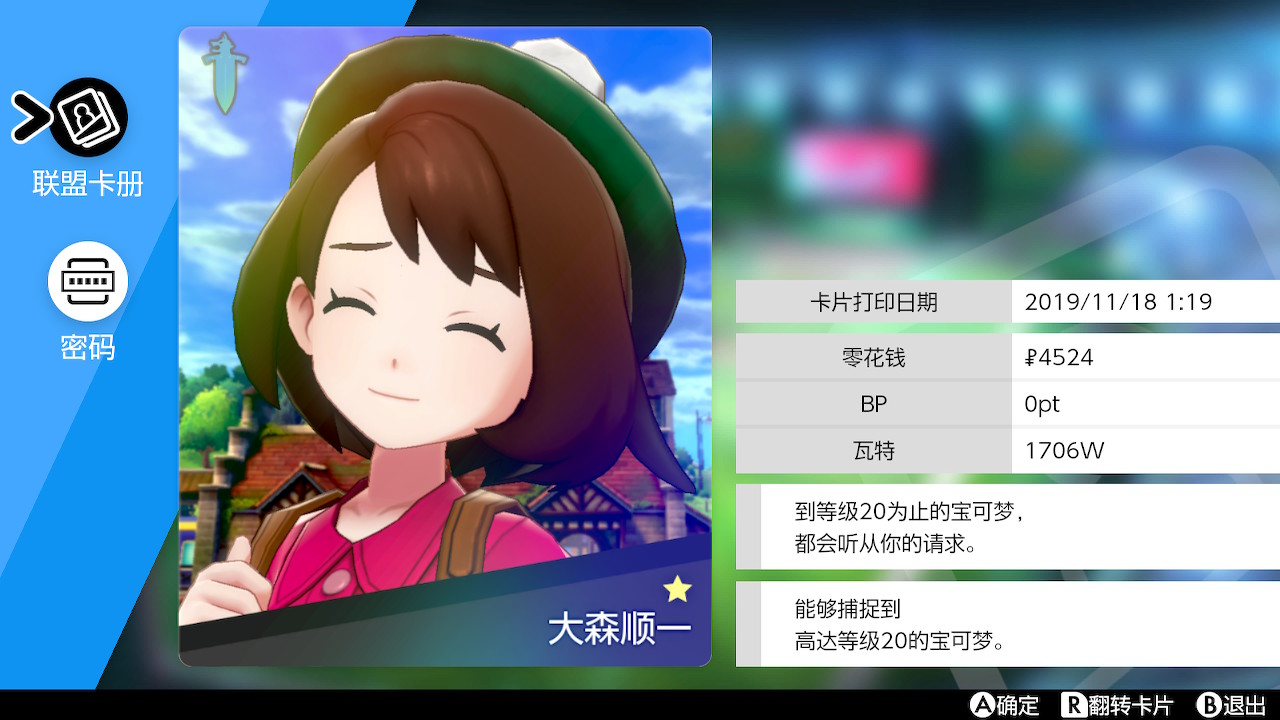 联盟卡册
密码
大森顺一
卡片打印日期 2019/11/18 1:19
零花钱 ₽4524
BP 0pt
瓦特 1706W
到等级20为止的宝可梦，
都会听从你的请求。
能够捕捉到
高达等级20的宝可梦。
A确定 R翻转卡片 B退出